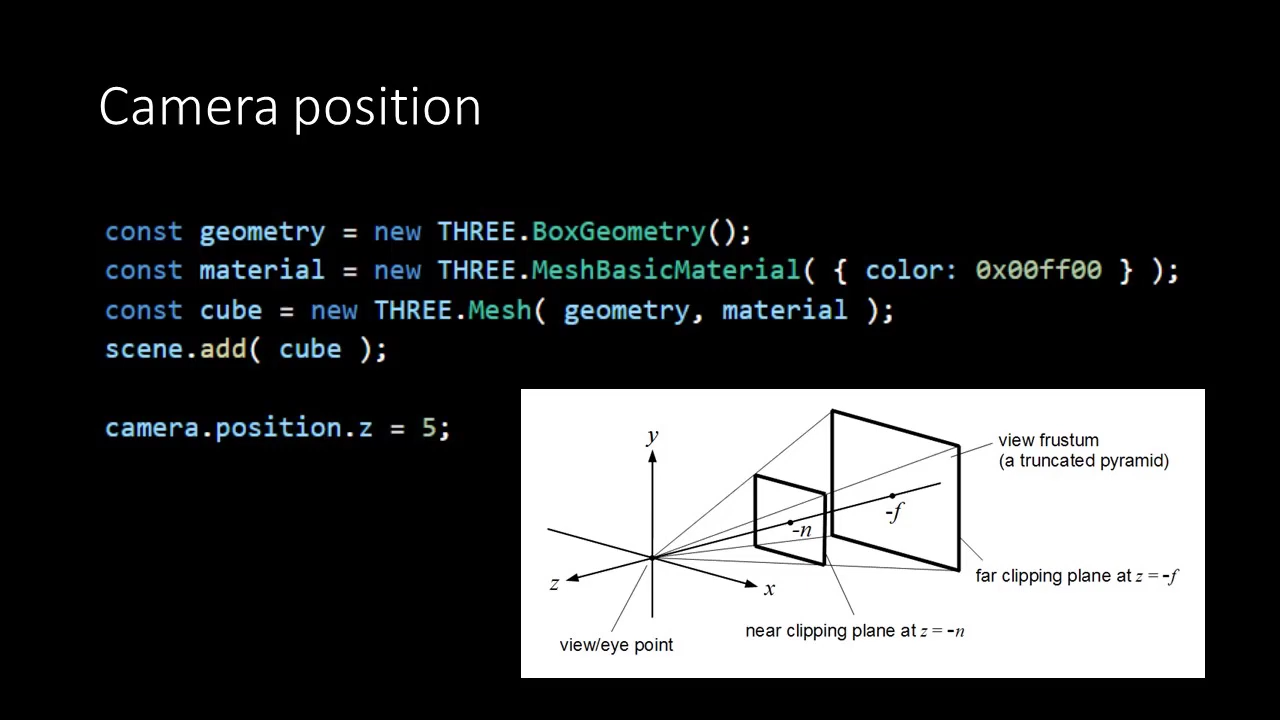 Camera position
const geometry = new THREE.BoxGeometry();
const material = new THREE.MeshBasicMaterial( { color: 0x00ff00 } );
const cube = new THREE.Mesh( geometry, material );
scene.add( cube );
camera.position.z = 5;
y
view frustum
(a truncated pyramid)
-f
-n
z
x
far clipping plane at z = -f
near clipping plane at z = -n
view/eye point